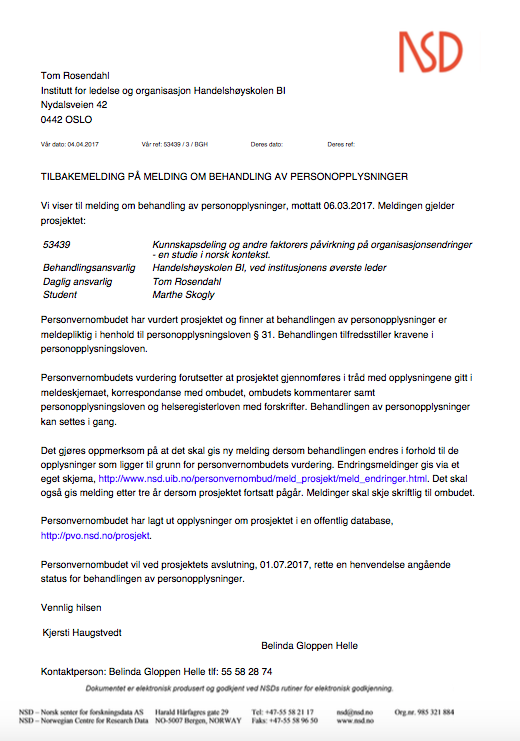 NSD
Tom Rosendahl
Institutt for ledelse og organisasjon Handelshøyskolen BI
Nydalsveien 42
0442 OSLO
Vår dato: 04.04.2017 Vår ref: 53439 / 3 / BGH Deres dato: Deres ref:
TILBAKEMELDING PÅ MELDING OM BEHANDLING AV PERSONOPPLYSNINGER
Vi viser til melding om behandling av personopplysninger, mottatt 06.03.2017. Meldingen gjelder
prosjektet:
53439 Kunnskapsdeling og andre faktorers påvirkning på organisasjonsendringer
- en studie i norsk kontekst.
Behandlingsansvarlig Handelshøyskolen BI, ved institusjonens øverste leder
Daglig ansvarlig Tom Rosendahl
Student Marthe Skogly
Personvernombudet har vurdert prosjektet og finner at behandlingen av personopplysninger er
meldepliktig i henhold til personopplysningsloven § 31. Behandlingen tilfredsstiller kravene i
personopplysningsloven.
Personvernombudets vurdering forutsetter at prosjektet gjennomføres i tråd med opplysningene gitt i
meldeskjemaet, korrespondanse med ombudet, ombudets kommentarer samt
personopplysningsloven og helseregisterloven med forskrifter. Behandlingen av personopplysninger
kan settes i gang.
Det gjøres oppmerksom på at det skal gis ny melding dersom behandlingen endres i forhold til de
opplysninger som ligger til grunn for personvernombudets vurdering. Endringsmeldinger gis via et
eget skjema, http://www.nsd.uib.no/personvernombud/meld_prosjekt/meld_endringer.html. Det skal
også gis melding etter tre år dersom prosjektet fortsatt pågår. Meldinger skal skje skriftlig til ombudet.
Personvernombudet har lagt ut opplysninger om prosjektet i en offentlig database,
http://pvo.nsd.no/prosjekt.
Personvernombudet vil ved prosjektets avslutning, 01.07.2017, rette en henvendelse angående
status for behandlingen av personopplysninger.
Vennlig hilsen
Kjersti Haugstvedt
Belinda Gloppen Helle
Kontaktperson: Belinda Gloppen Helle tlf: 55 58 28 74
Dokumentet er elektronisk produsert og godkjent ved NSDs rutiner for elektronisk godkjenning.
NSD – Norsk senter for forskningsdata AS Harald Hårfagres gate 29 Tel: +47-55 58 21 17 nsd@nsd.no Org.nr. 985 321 884
NSD – Norwegian Centre for Research Data NO-5007 Bergen, NORWAY Faks: +47-55 58 96 50 www.nsd.no